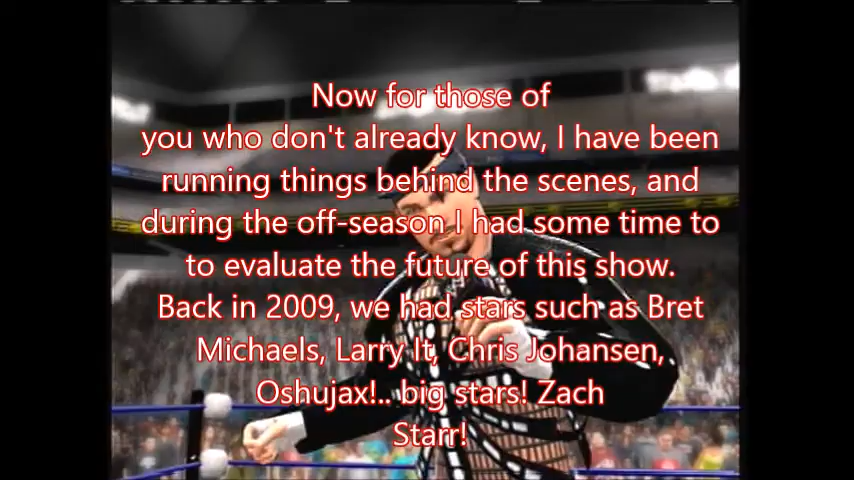 Now for those of
you who don't already know, I have been
running things behind the scenes, and
during the off-season I had some time to
to evaluate the future of this show.
Back in 2009, we had stars such as Bret
Michaels, Larry It, Chris Johansen,
Oshujax!.. big stars! Zach
Starr!